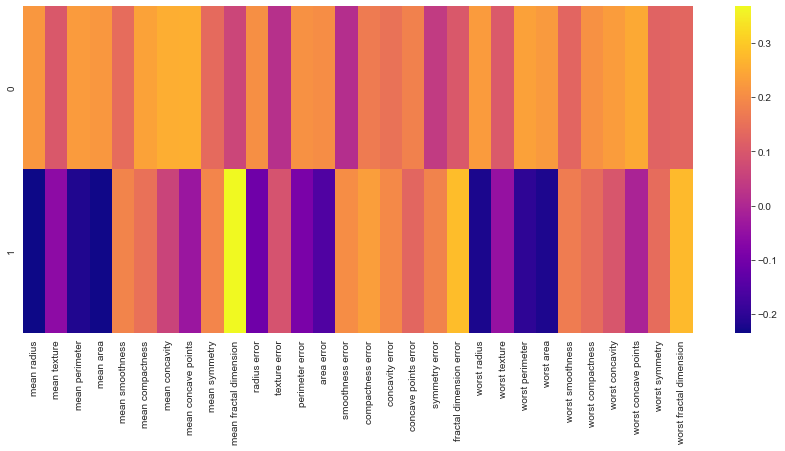 0
1
mean radius
mean texture
mean perimeter
mean area
mean smoothness
mean compactness
mean concavity
mean concave points
mean symmetry
mean fractal dimension
radius error
texture error
perimeter error
area error
smoothness error
compactness error
concavity error
concave points error
symmetry error
fractal dimension error
worst radius
worst texture
worst perimeter
worst area
worst smoothness
worst compactness
worst concavity
worst concave points
worst symmetry
worst fractal dimension
0.3
0.2
0.1
0.0
−0.1
−0.2